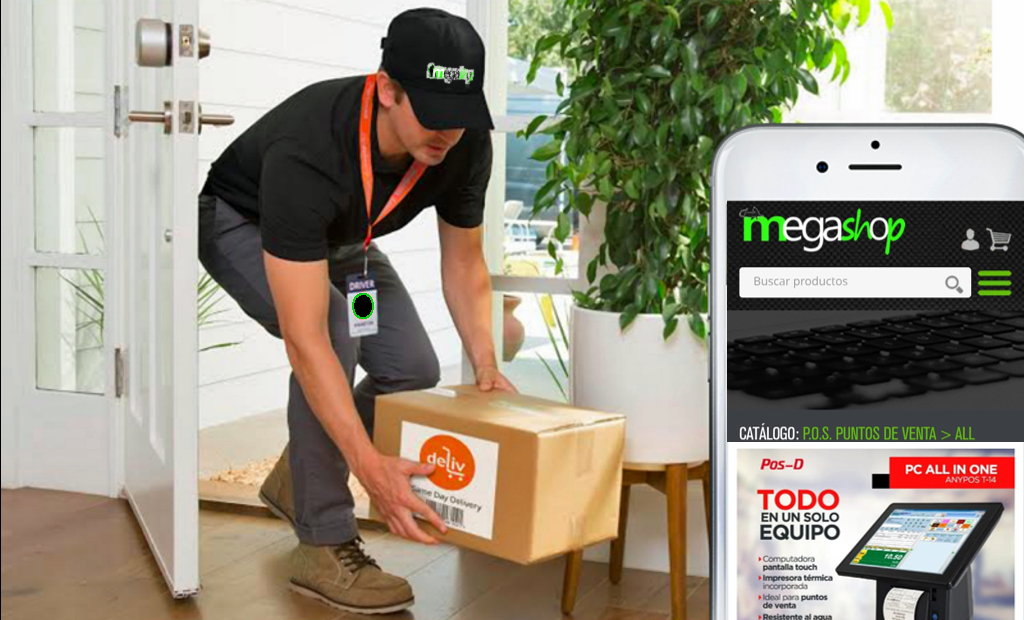 megashop
DRIVER
deliv
Same Day Delivery
megashop
Buscar productos
CATÁLOGO: P.O.S. PUNTOS DE VENTA > ALL
Pos-D
PC ALL IN ONE
ANYPOS T-14
TODO
EN UN SOLO
EQUIPO
Computadora
pantalla touch
Impresora térmica
incorporada
Ideal para puntos
de venta
Resistente al agua
10.50